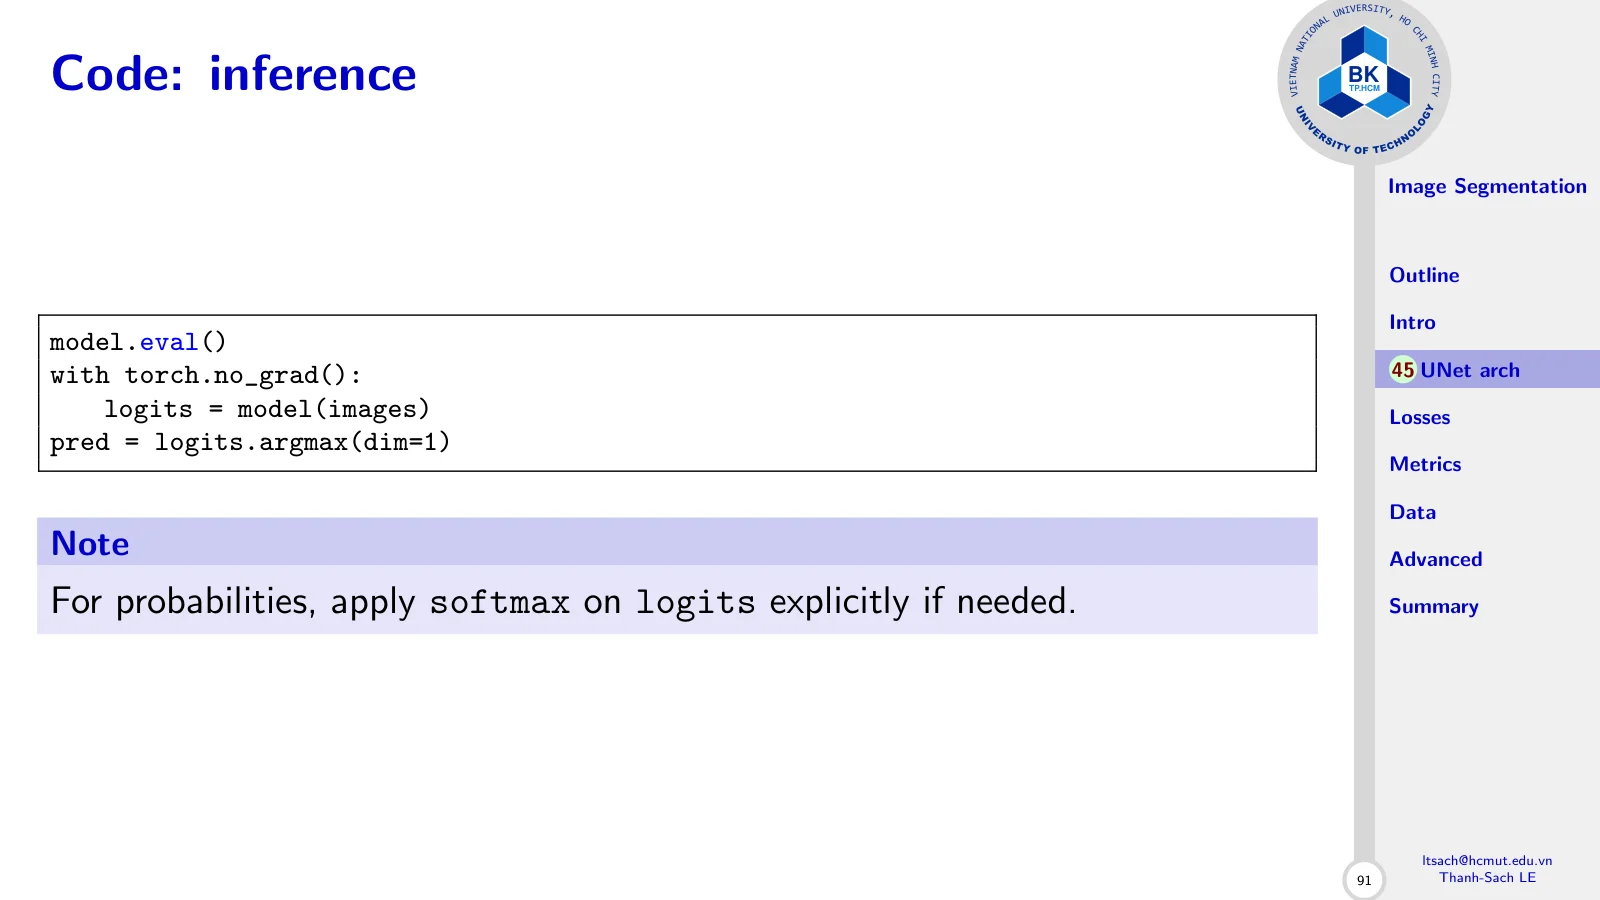 Code: inference
model.eval()
with torch.no_grad():
    logits = model(images)
pred = logits.argmax(dim=1)
Note
For probabilities, apply softmax on logits explicitly if needed.
VIETNAM NATIONAL UNIVERSITY, HO CHI MINH CITY
BK
TP.HCM
UNIVERSITY OF TECHNOLOGY
Image Segmentation
Outline
Intro
45 UNet arch
Losses
Metrics
Data
Advanced
Summary
ltsach@hcmut.edu.vn
Thanh-Sach LE
91